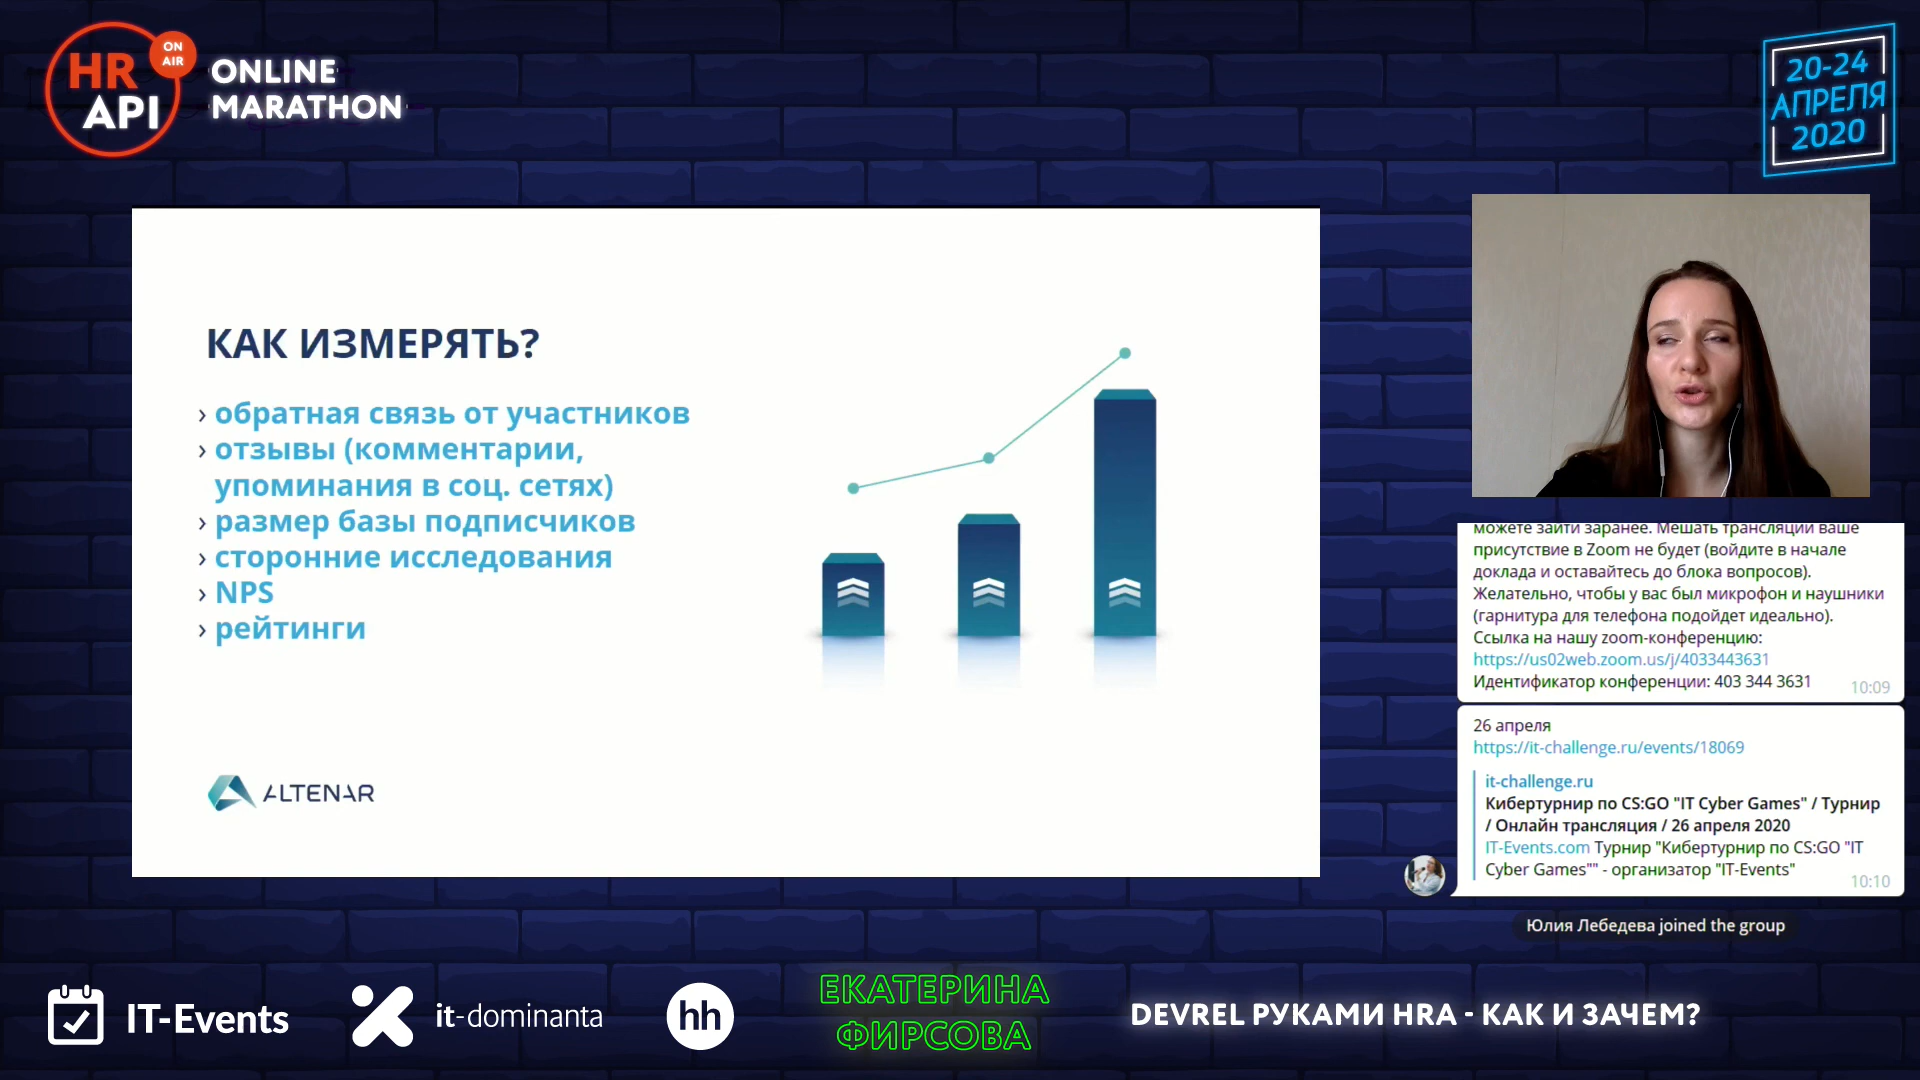 HR
API
ON
AIR
ONLINE
MARATHON
20-24
АПРЕЛЯ
2020
КАК ИЗМЕРЯТЬ?
› обратная связь от участников
› отзывы (комментарии,
упоминания в соц. сетях)
› размер базы подписчиков
› сторонние исследования
› NPS
› рейтинги
ALTENAR
можете зайти заранее. Мешать трансляции ваше
присутствие в Zoom не будет (войдите в начале
доклада и оставайтесь до блока вопросов).
Желательно, чтобы у вас был микрофон и наушники
(гарнитура для телефона подойдет идеально).
Ссылка на нашу zoom-конференцию:
https://us02web.zoom.us/j/4033443631
Идентификатор конференции: 403 344 3631
10:09
26 апреля
https://it-challenge.ru/events/18069
it-challenge.ru
Кибертурнир по CS:GO "IT Cyber Games" / Турнир
/ Онлайн трансляция / 26 апреля 2020
IT-Events.com Турнир "Кибертурнир по CS:GO "IT
Cyber Games"" - организатор "IT-Events"
10:10
Юлия Лебедева joined the group
IT-Events
it-dominanta
hh
ЕКАТЕРИНА
ФИРСОВА
DEVREL РУКАМИ HRA - КАК И ЗАЧЕМ?